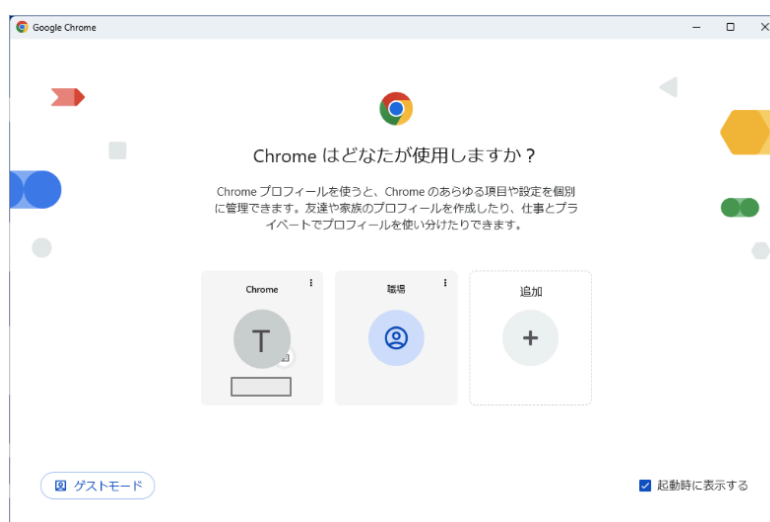 Google Chrome
Chrome はどなたが使用しますか？
Chrome プロフィールを使うと、Chrome のあらゆる項目や設定を個別
に管理できます。友達や家族のプロフィールを作成したり、仕事とプラ
イベートでプロフィールを使い分けたりできます。
Chrome
職場
追加
T
ゲストモード
起動時に表示する